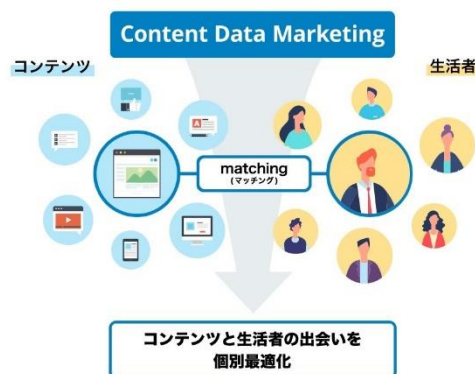 Content Data Marketing
コンテンツ
生活者
matching
(マッチング)
コンテンツと生活者の出会いを
個別最適化